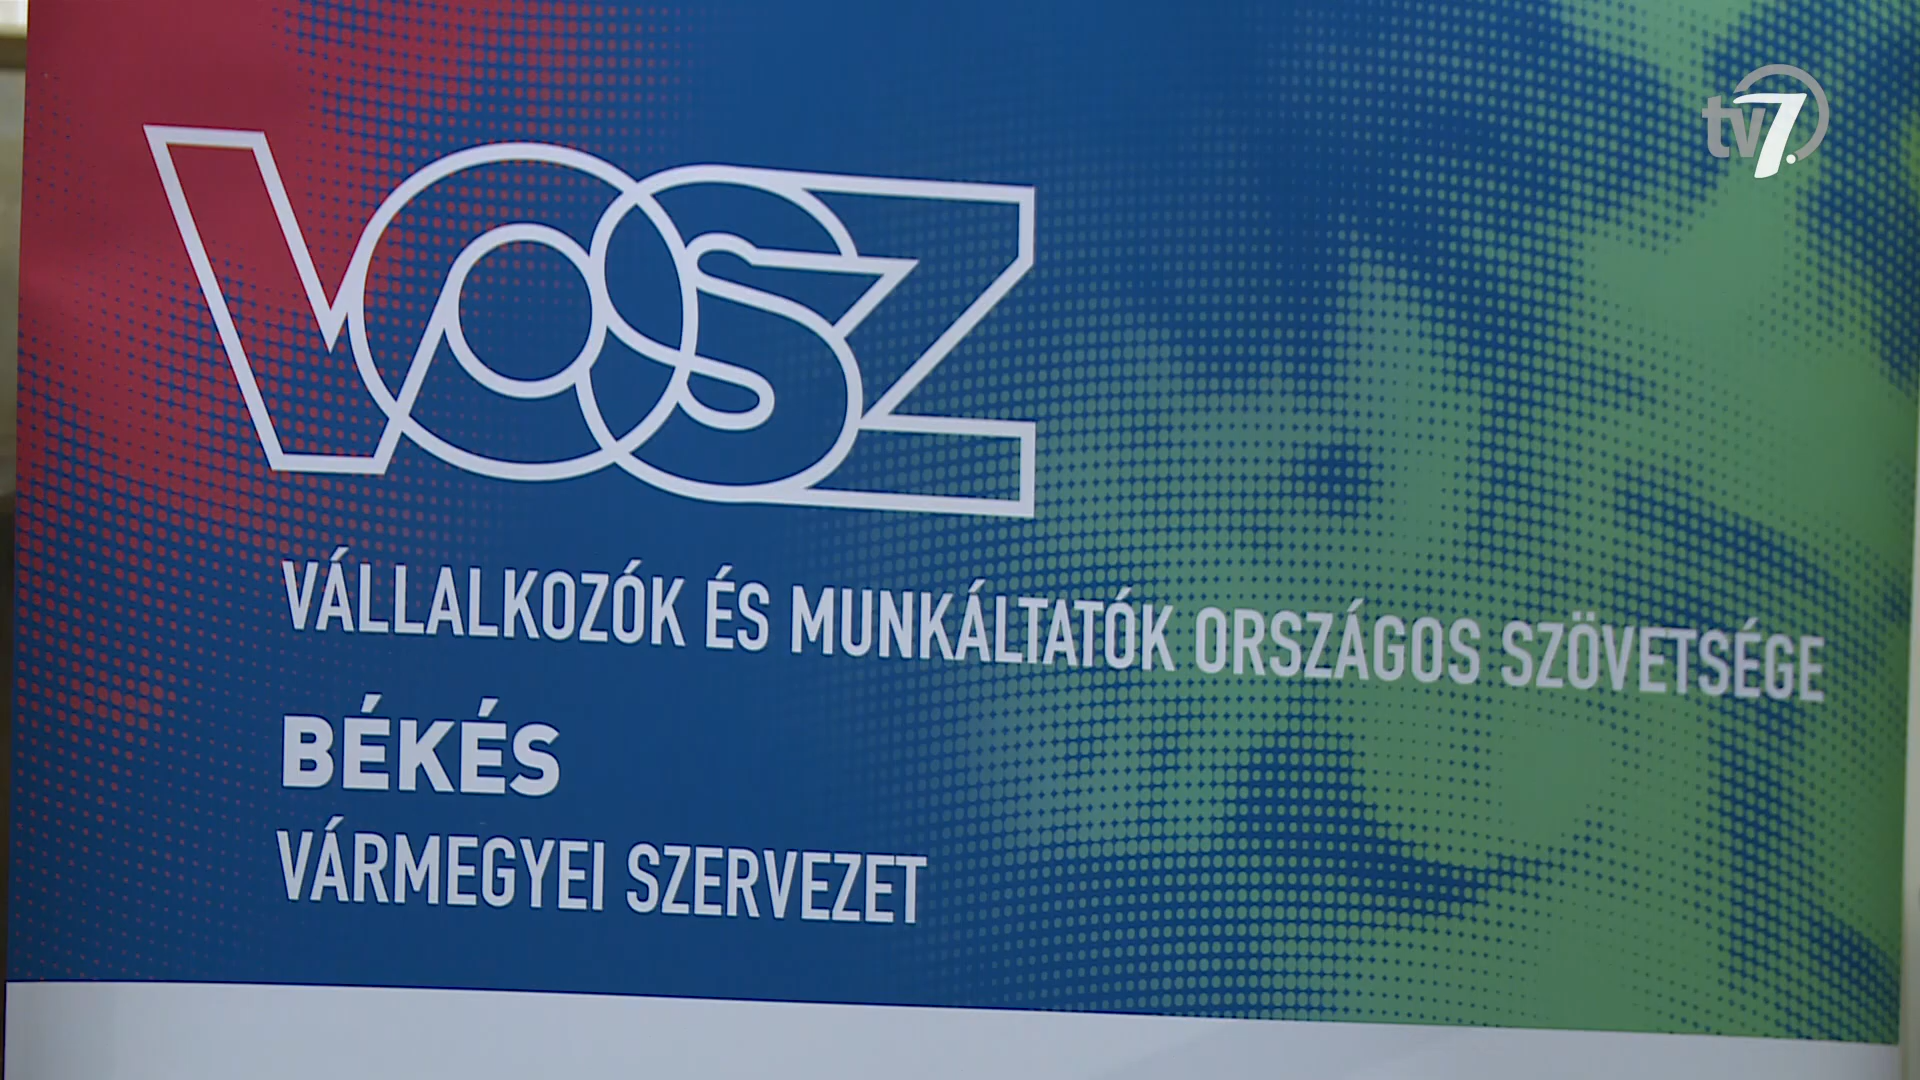 tv7
VOSZ
VÁLLALKOZÓK ÉS MUNKÁLTATÓK ORSZÁGOS SZÖVETSÉGE
BÉKÉS
VÁRMEGYEI SZERVEZET